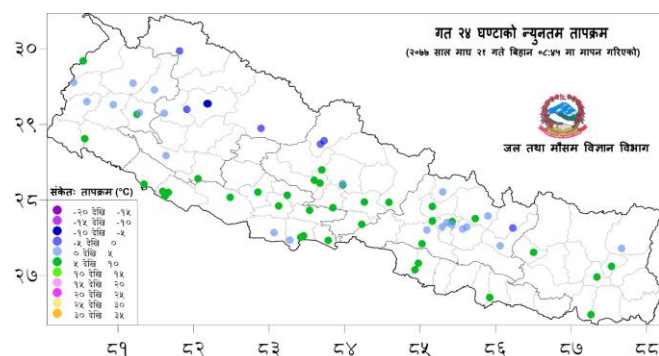 गत २४ घण्टाको न्युनतम तापक्रम
(२०७७ साल माघ २१ गते बिहान ०८:४५ मा मापन गरिएको)
जल तथा मौसम विज्ञान विभाग
संकेतः तापक्रम (°C)
-२० देखि -१५
-१५ देखि -१०
-१० देखि -५
-५ देखि ०
० देखि ५
५ देखि १०
१० देखि १५
१५ देखि २०
२० देखि २५
२५ देखि ३०
३० देखि ३५
३०
२९
२८
२७
८१
८२
८३
८४
८५
८६
८७
८८